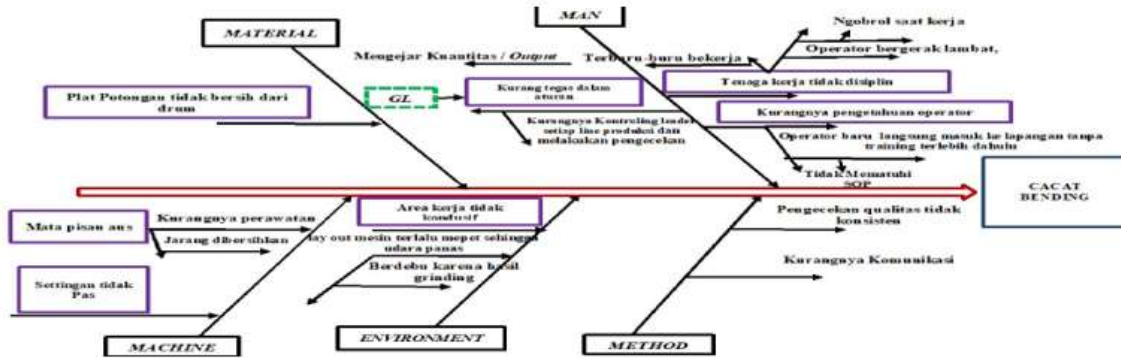 MATERIAL
MAN
Ngobrol saat kerja
Operator bergerak lambat,
Mengejar Kuantitas / Output
Terburu-buru bekerja
Tenaga kerja tidak disiplin
Plat Potongan tidak bersih dari
drum
GL
Kurang tegas dalam
aturan
Kurangnya pengetahuan operator
Kurangnya Kontroling leader
setiap line produksi dan
melakukan pengecekan
Operator baru langsung masuk ke lapangan tanpa
training terlebih dahulu
Tidak Mematuhi
SOP
CACAT
BENDING
Mata pisau aus
Kurangnya perawatan
Jarang dibersihkan
Area kerja tidak
kondusif
lay out mesin terlalu mepet sehingga
udara panas
Berdebu karena hasil
grinding
Pengecekan qualitas tidak
konsisten
Kurangnya Komunikasi
Settingan tidak
Pas
MACHINE
ENVIRONMENT
METHOD